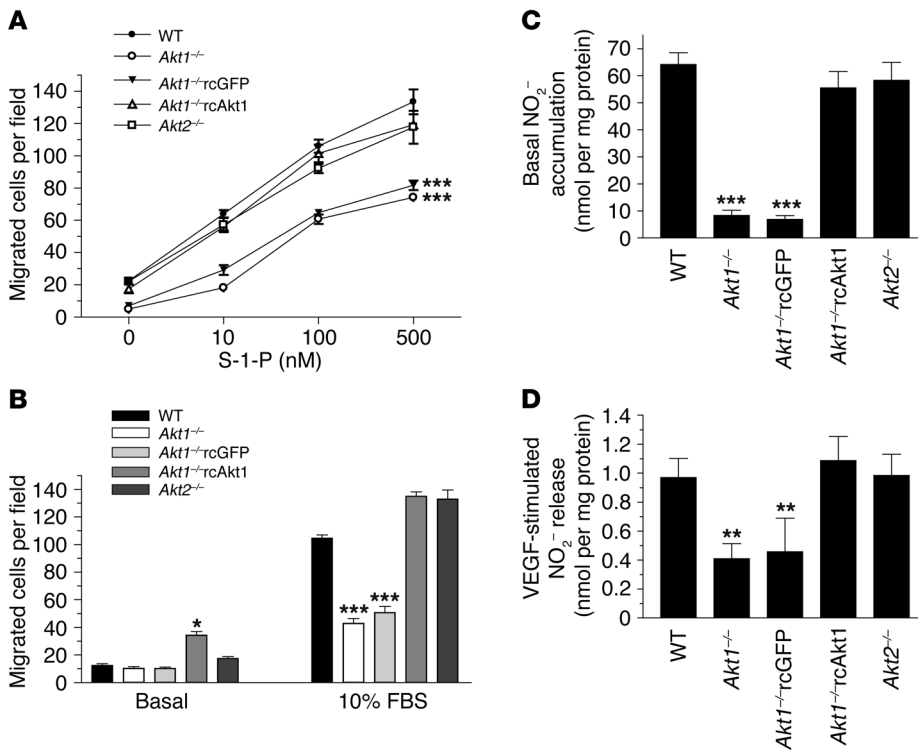 A
WT
Akt1⁻/⁻
Akt1⁻/⁻rcGFP
Akt1⁻/⁻rcAkt1
Akt2⁻/⁻
Migrated cells per field
140
120
100
80
60
40
20
0
***
***
0 10 100 500
S-1-P (nM)
B
WT
Akt1⁻/⁻
Akt1⁻/⁻rcGFP
Akt1⁻/⁻rcAkt1
Akt2⁻/⁻
Migrated cells per field
140
120
100
80
60
40
20
0
*
***
***
Basal 10% FBS
C
Basal NO₂⁻
accumulation
(nmol per mg protein)
70
60
50
40
30
20
10
0
***
***
WT
Akt1⁻/⁻
Akt1⁻/⁻rcGFP
Akt1⁻/⁻rcAkt1
Akt2⁻/⁻
D
VEGF-stimulated
NO₂⁻ release
(nmol per mg protein)
1.4
1.2
1.0
0.8
0.6
0.4
0.2
0
**
**
WT
Akt1⁻/⁻
Akt1⁻/⁻rcGFP
Akt1⁻/⁻rcAkt1
Akt2⁻/⁻